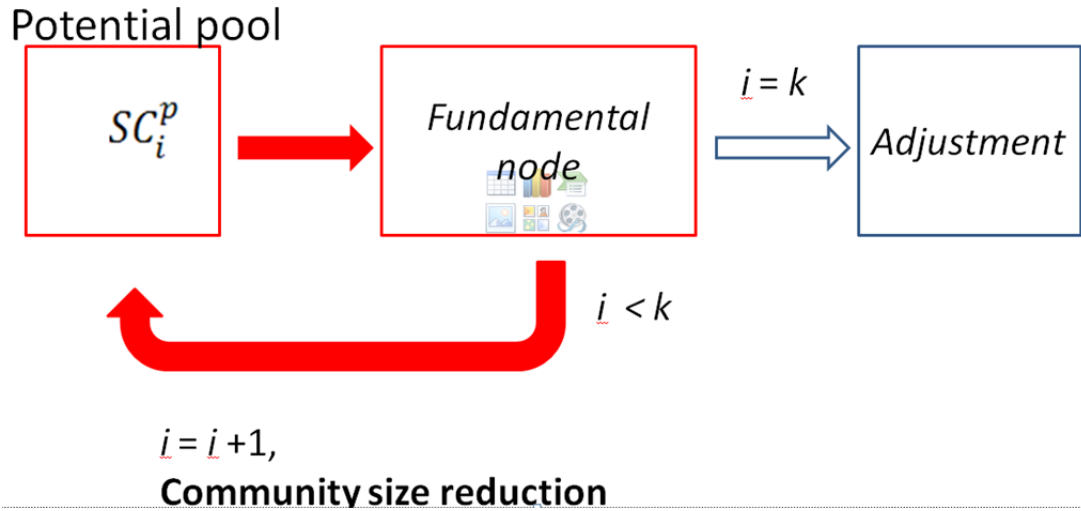 Potential pool
SC_i^p
Fundamental
node
i = k
Adjustment
i < k
i = i +1,
Community size reduction